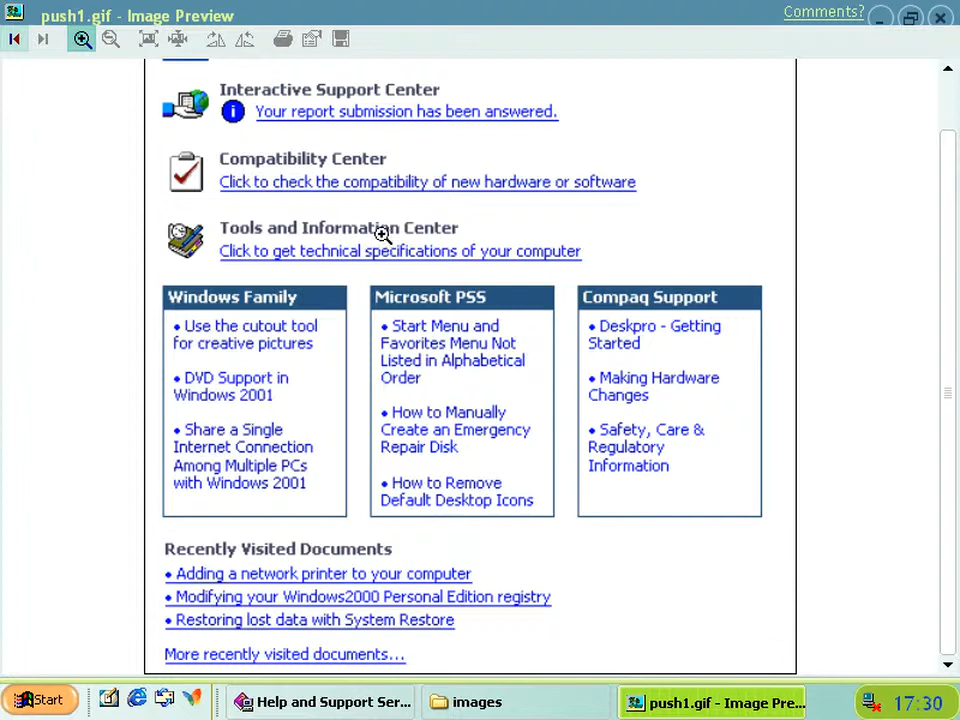 push1.gif - Image Preview
Comments?
Interactive Support Center
i Your report submission has been answered.
Compatibility Center
Click to check the compatibility of new hardware or software
Tools and Information Center
Click to get technical specifications of your computer
Windows Family
• Use the cutout tool
for creative pictures
• DVD Support in
Windows 2001
• Share a Single
Internet Connection
Among Multiple PCs
with Windows 2001
Microsoft PSS
• Start Menu and
Favorites Menu Not
Listed in Alphabetical
Order
• How to Manually
Create an Emergency
Repair Disk
• How to Remove
Default Desktop Icons
Compaq Support
• Deskpro - Getting
Started
• Making Hardware
Changes
• Safety, Care &
Regulatory
Information
Recently Visited Documents
• Adding a network printer to your computer
• Modifying your Windows2000 Personal Edition registry
• Restoring lost data with System Restore
More recently visited documents...
Start
Help and Support Ser...
images
push1.gif - Image Pre...
17:30